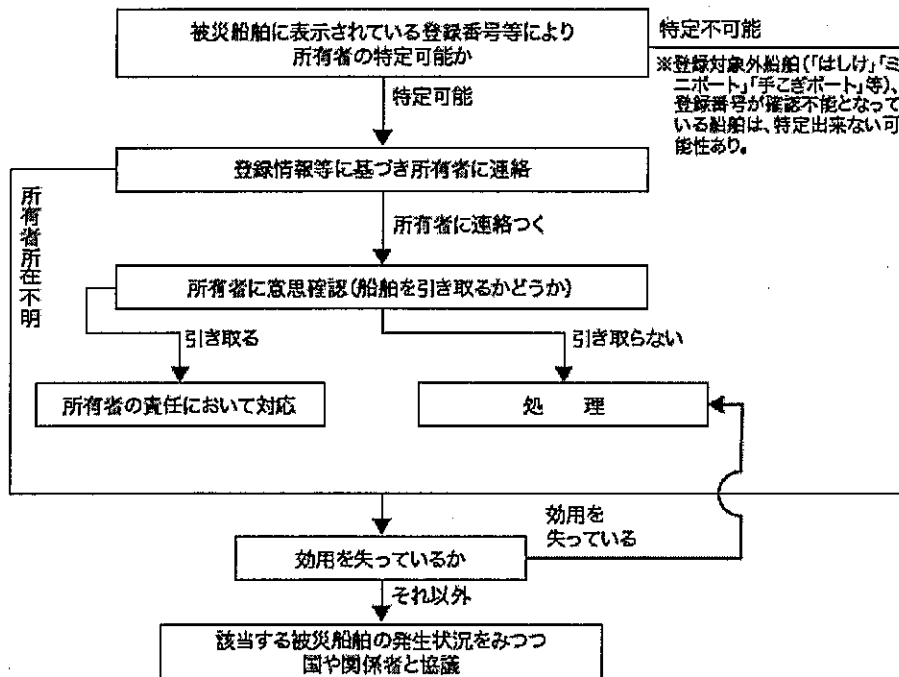 被災船舶に表示されている登録番号等により
所有者の特定可能か
特定不可能
※登録対象外船舶(｢はしけ｣｢ミ
ニボート｣｢手こぎボート｣等)、
登録番号が確認不能となって
いる船舶は、特定出来ない可
能性あり。
特定可能
登録情報等に基づき所有者に連絡
所有者所在不明
所有者に連絡つく
所有者に意思確認(船舶を引き取るかどうか)
引き取る
引き取らない
所有者の責任において対応
処　理
効用を
失っている
効用を失っているか
それ以外
該当する被災船舶の発生状況をみつつ
国や関係者と協議